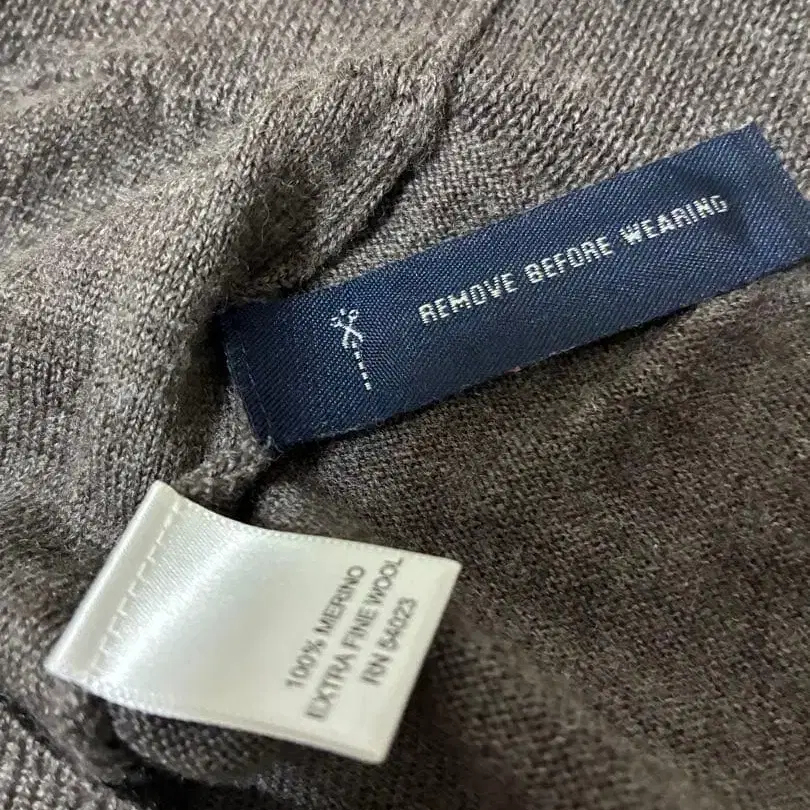 REMOVE BEFORE WEARING
100% MERINO
EXTRA FINE WOOL
RN 54023